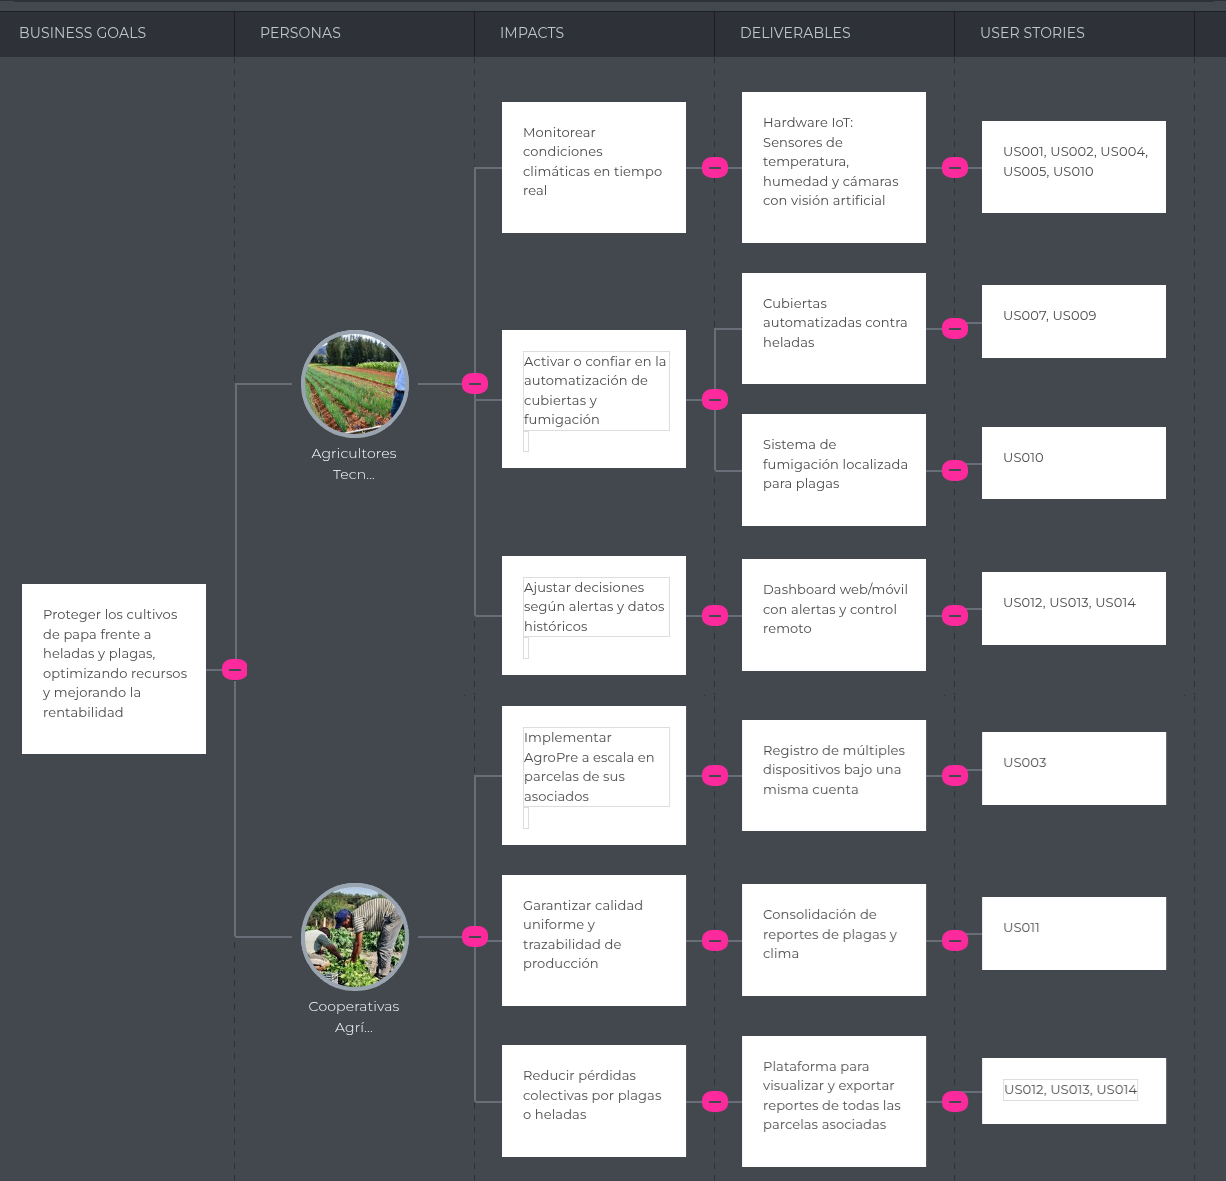 BUSINESS GOALS
PERSONAS
IMPACTS
DELIVERABLES
USER STORIES
Proteger los cultivos
de papa frente a
heladas y plagas,
optimizando recursos
y mejorando la
rentabilidad
Agricultores
Tecn...
Monitorear
condiciones
climáticas en tiempo
real
Hardware IoT:
Sensores de
temperatura,
humedad y cámaras
con visión artificial
US001, US002, US004,
US005, US010
Activar o confiar en la
automatización de
cubiertas y
fumigación
Cubiertas
automatizadas contra
heladas
US007, US009
Sistema de
fumigación localizada
para plagas
US010
Ajustar decisiones
según alertas y datos
históricos
Dashboard web/móvil
con alertas y control
remoto
US012, US013, US014
Cooperativas
Agrí...
Implementar
AgroPre a escala en
parcelas de sus
asociados
Registro de múltiples
dispositivos bajo una
misma cuenta
US003
Garantizar calidad
uniforme y
trazabilidad de
producción
Consolidación de
reportes de plagas y
clima
US011
Reducir pérdidas
colectivas por plagas
o heladas
Plataforma para
visualizar y exportar
reportes de todas las
parcelas asociadas
US012, US013, US014